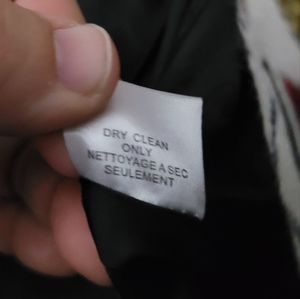 DRY CLEAN
ONLY
NETTOYAGE A SEC
SEULEMENT